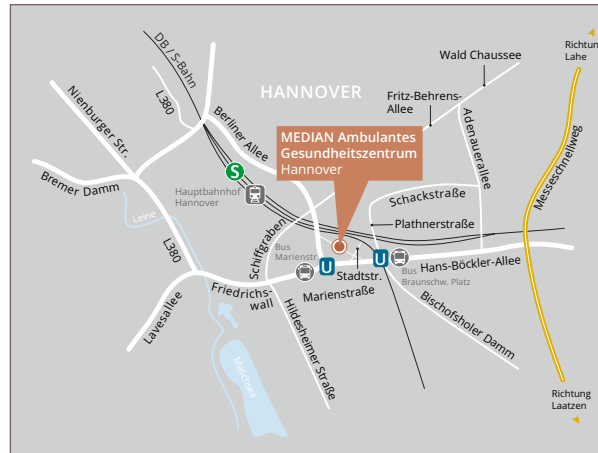 DB / S-Bahn
Wald Chaussee
Richtung
Lahe
Nienburger Str.
L380
HANNOVER
Fritz-Behrens-
Allee
Berliner Allee
MEDIAN Ambulantes
Gesundheitszentrum
Hannover
Adenauerallee
Messeschnellweg
S
Bremer Damm
Hauptbahnhof
Hannover
Schackstraße
Leine
Plathnerstraße
Schiffgraben
Bus
Marienstr.
L380
U
U
Stadtstr.
Hans-Böckler-Allee
Bus
Braunschw. Platz
Friedrichs-
wall
Marienstraße
Lavesallee
Hildesheimer Straße
Bischofsholer Damm
Maschsee
Richtung
Laatzen